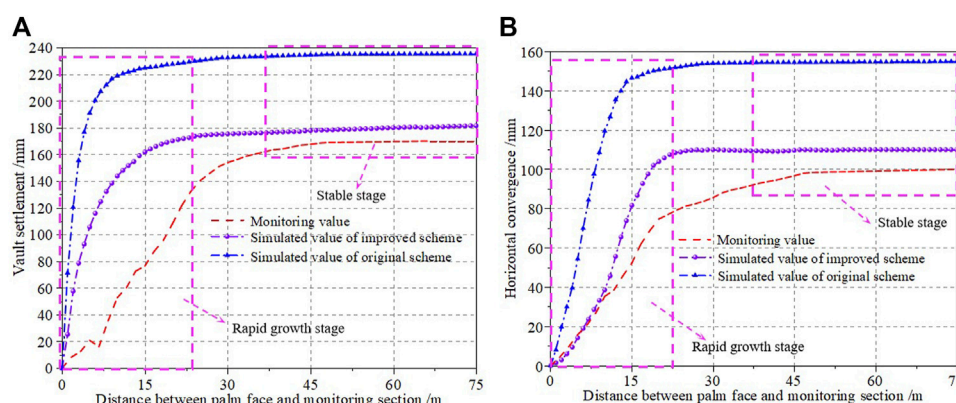 A
240
220
200
180
160
140
120
100
80
60
40
20
0
Vault settlement /mm
Stable stage
Monitoring value
Simulated value of improved scheme
Simulated value of original scheme
Rapid growth stage
0 15 30 45 60 75
Distance between palm face and monitoring section /m
B
160
140
120
100
80
60
40
20
0
Horizontal convergence /mm
Stable stage
Monitoring value
Simulated value of improved scheme
Simulated value of original scheme
Rapid growth stage
0 15 30 45 60 75
Distance between palm face and monitoring section /m